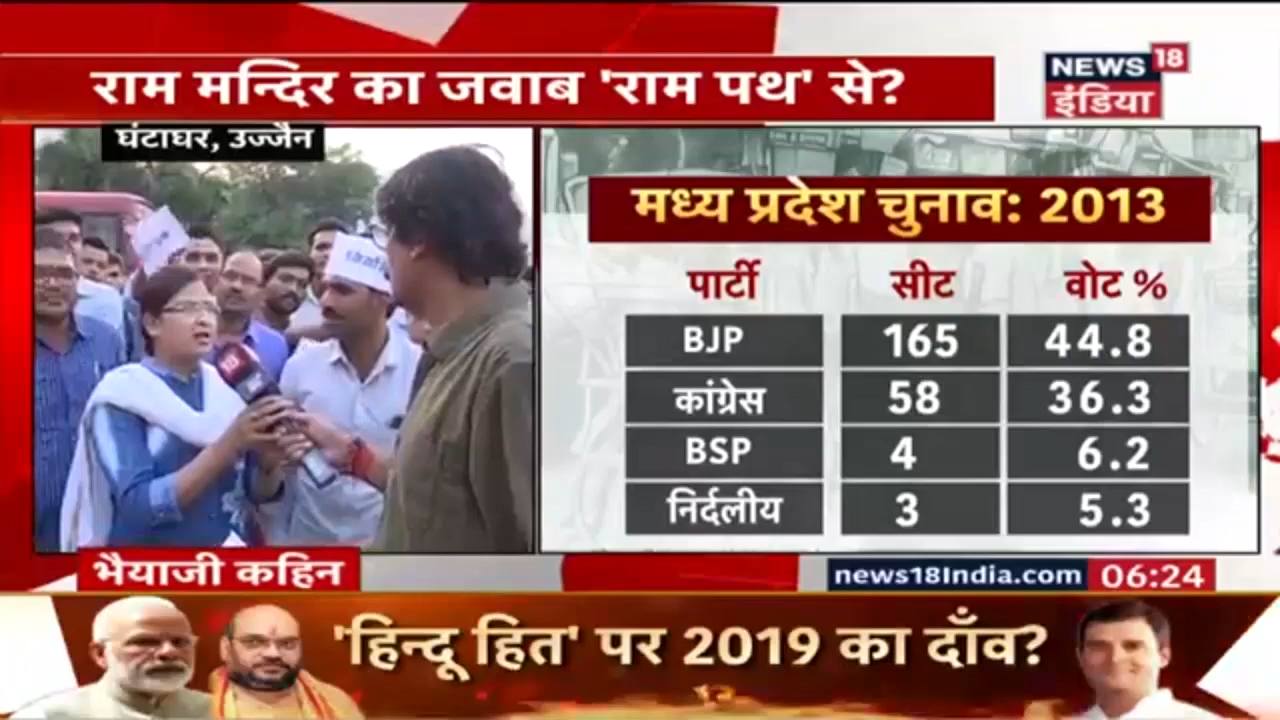 राम मन्दिर का जवाब 'राम पथ' से?
NEWS 18
इंडिया
घंटाघर, उज्जैन
मध्य प्रदेश चुनाव: 2013
पार्टी सीट वोट %
BJP 165 44.8
कांग्रेस 58 36.3
BSP 4 6.2
निर्दलीय 3 5.3
18
भैयाजी कहिन
news18India.com 06:24
'हिन्दू हित' पर 2019 का दाँव?